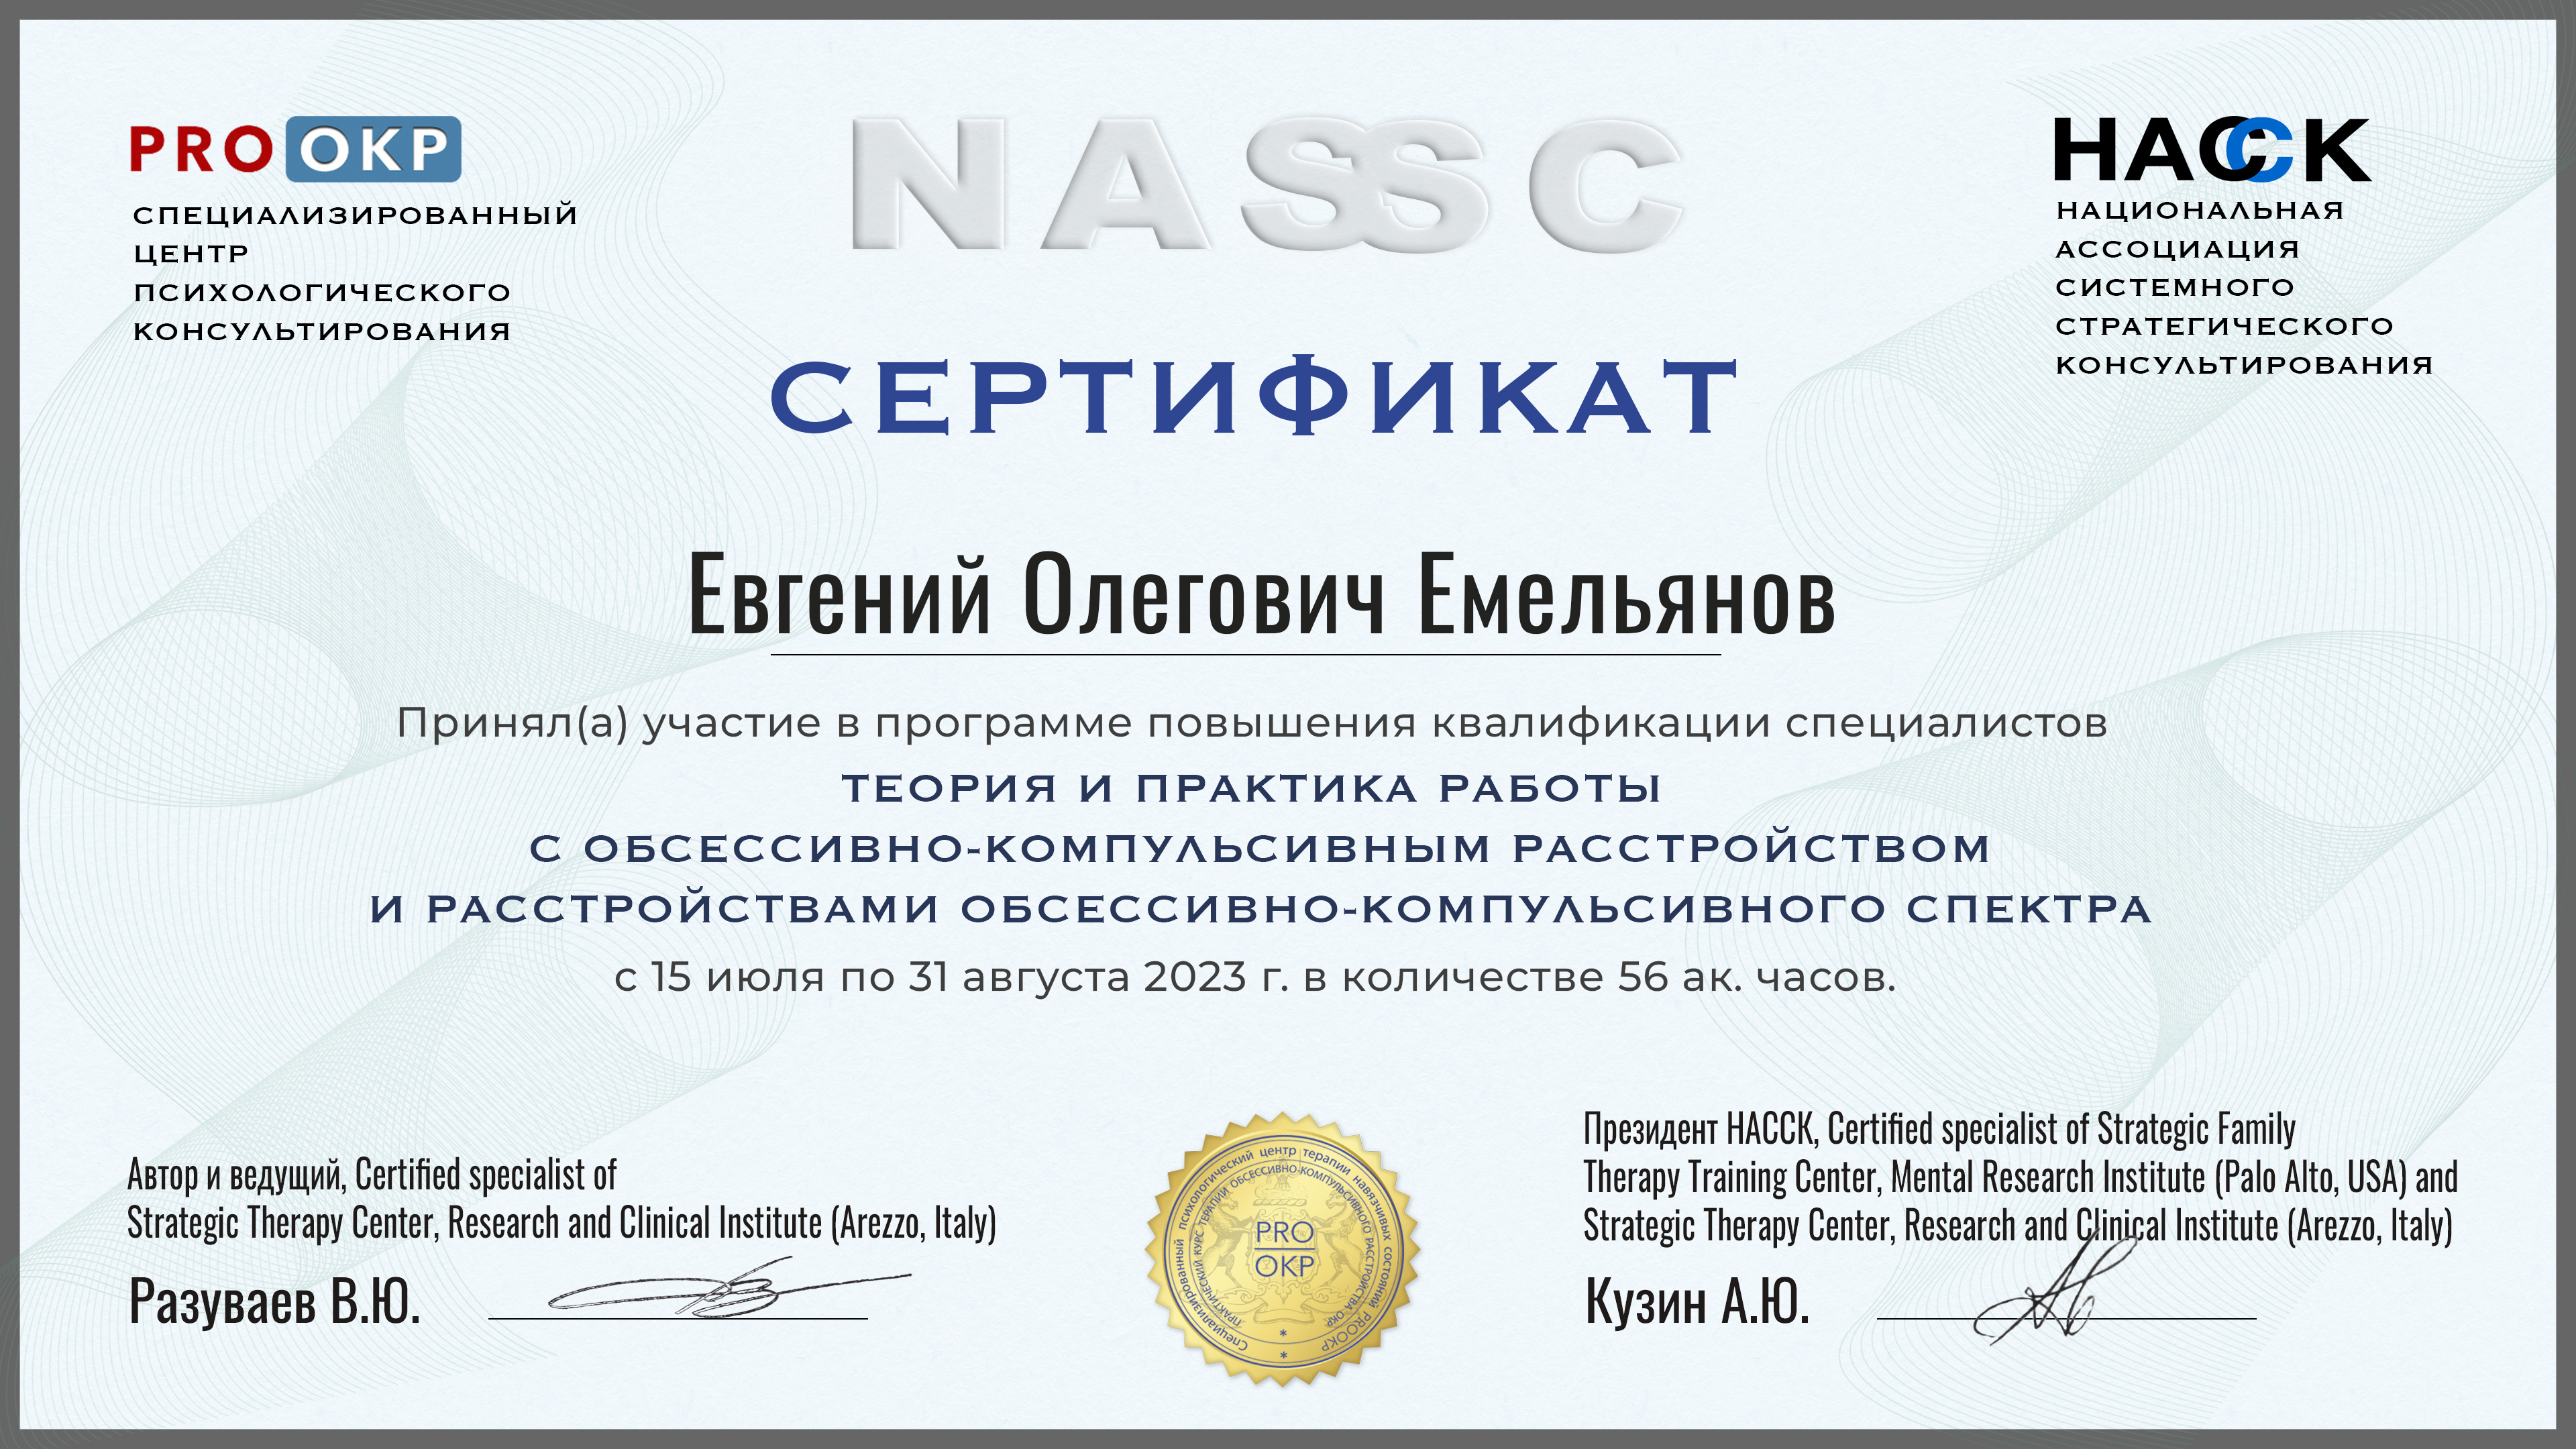 PRO ОКР
СПЕЦИАЛИЗИРОВАННЫЙ
ЦЕНТР
ПСИХОЛОГИЧЕСКОГО
КОНСУЛЬТИРОВАНИЯ
NASSC
НАССК
НАЦИОНАЛЬНАЯ
АССОЦИАЦИЯ
СИСТЕМНОГО
СТРАТЕГИЧЕСКОГО
КОНСУЛЬТИРОВАНИЯ
СЕРТИФИКАТ
Евгений Олегович Емельянов
Принял(а) участие в программе повышения квалификации специалистов
ТЕОРИЯ И ПРАКТИКА РАБОТЫ
С ОБСЕССИВНО-КОМПУЛЬСИВНЫМ РАССТРОЙСТВОМ
И РАССТРОЙСТВАМИ ОБСЕССИВНО-КОМПУЛЬСИВНОГО СПЕКТРА
с 15 июля по 31 августа 2023 г. в количестве 56 ак. часов.
Автор и ведущий, Certified specialist of
Strategic Therapy Center, Research and Clinical Institute (Arezzo, Italy)
Разуваев В.Ю.
Специализированный психологический центр терапии навязчивых состояний PROОКР
ПРАКТИЧЕСКИЙ КУРС ТЕРАПИИ ОБСЕССИВНО-КОМПУЛЬСИВНОГО РАССТРОЙСТВА ОКР
PRO
ОКР
Президент НАССК, Certified specialist of Strategic Family
Therapy Training Center, Mental Research Institute (Palo Alto, USA) and
Strategic Therapy Center, Research and Clinical Institute (Arezzo, Italy)
Кузин А.Ю.